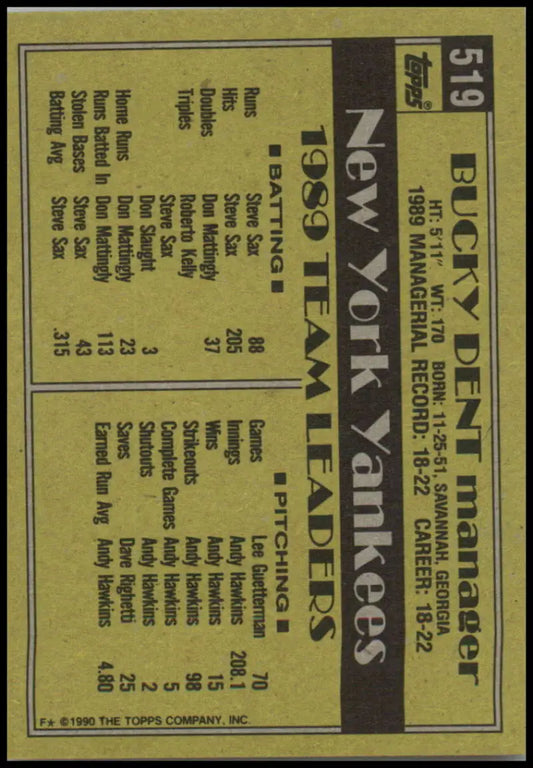 519
topps®
BUCKY DENT manager
HT: 5'11" WT: 170 BORN: 11-25-51, SAVANNAH, GEORGIA
1989 MANAGERIAL RECORD: 18-22 CAREER: 18-22
New York Yankees
1989 TEAM LEADERS
BATTING
Runs Steve Sax 88
Hits Steve Sax 205
Doubles Don Mattingly 37
Triples Roberto Kelly
Steve Sax
Don Slaught 3
Home Runs Don Mattingly 23
Runs Batted In Don Mattingly 113
Stolen Bases Steve Sax 43
Batting Avg Steve Sax .315
PITCHING
Games Lee Guetterman 70
Innings Andy Hawkins 208.1
Wins Andy Hawkins 15
Strikeouts Andy Hawkins 98
Complete Games Andy Hawkins 5
Shutouts Andy Hawkins 2
Saves Dave Righetti 25
Earned Run Avg Andy Hawkins 4.80
F★ ©1990 THE TOPPS COMPANY, INC.